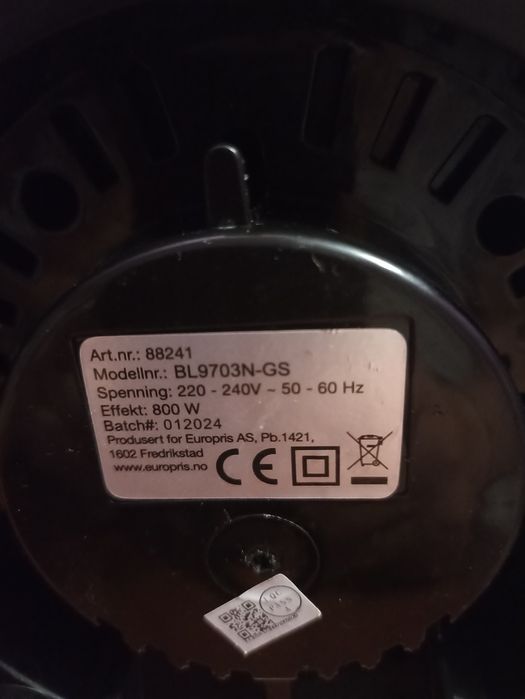 Art.nr.: 88241
Modellnr.: BL9703N-GS
Spenning: 220 - 240V ~ 50 - 60 Hz
Effekt: 800 W
Batch#: 012024
Produsert for Europris AS, Pb.1421,
1602 Fredrikstad
www.europris.no
CE
PASS